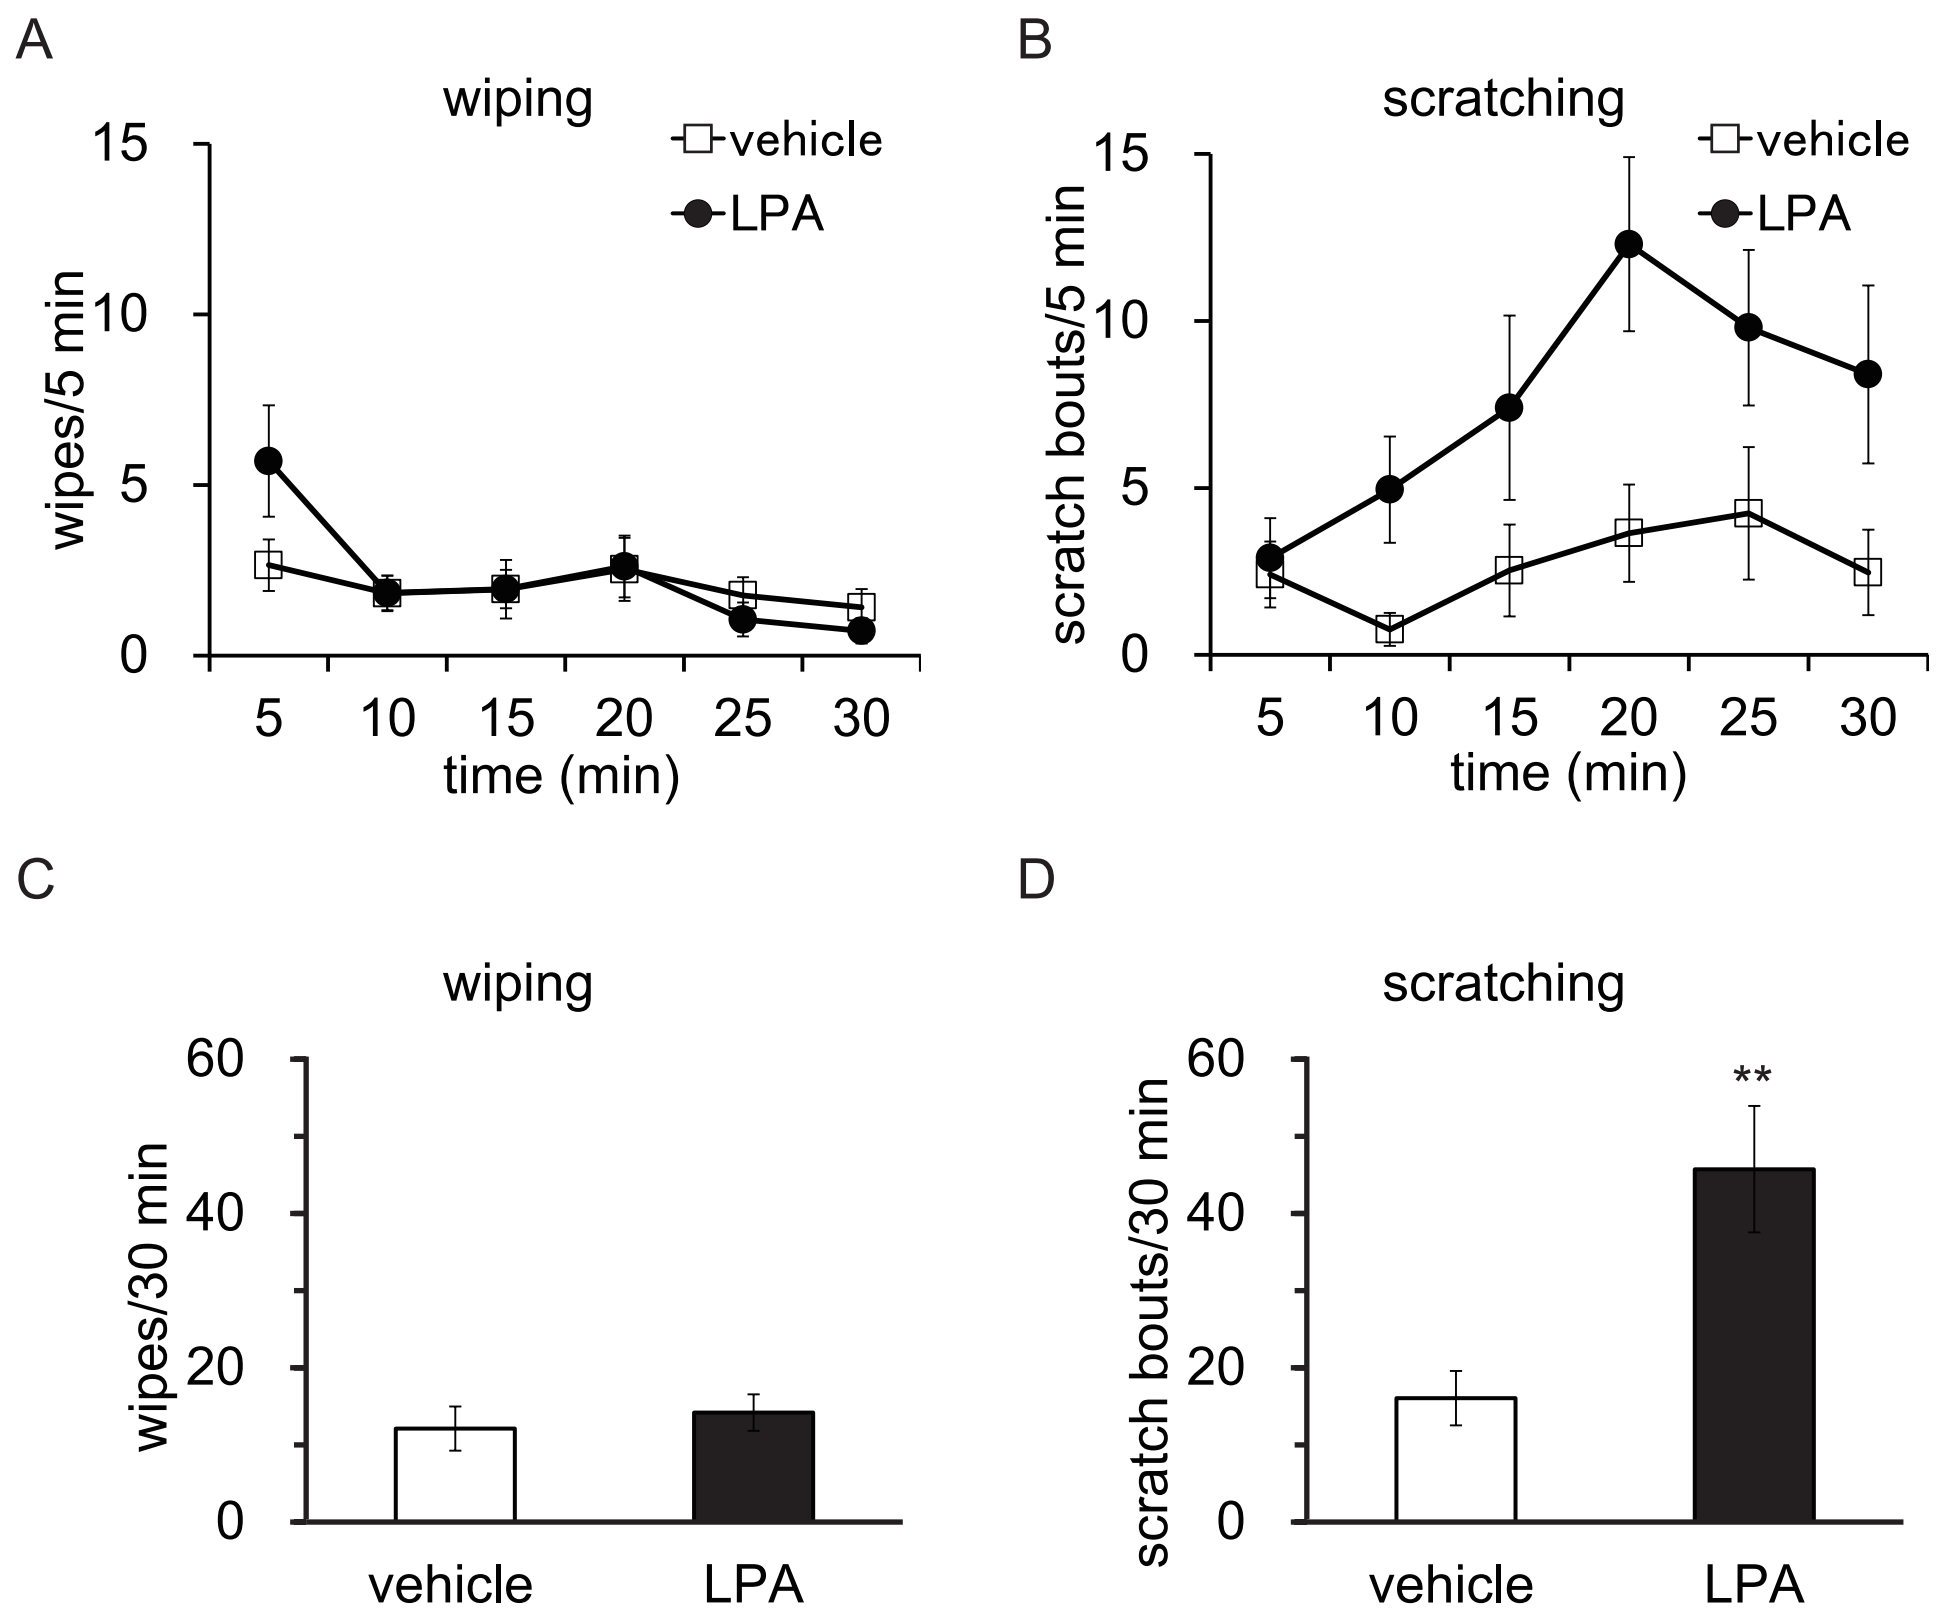 A
wiping
vehicle
LPA
wipes/5 min
15
10
5
0
5 10 15 20 25 30
time (min)
B
scratching
vehicle
LPA
scratch bouts/5 min
15
10
5
0
5 10 15 20 25 30
time (min)
C
wiping
wipes/30 min
60
40
20
0
vehicle LPA
D
scratching
scratch bouts/30 min
60
40
20
0
**
vehicle LPA